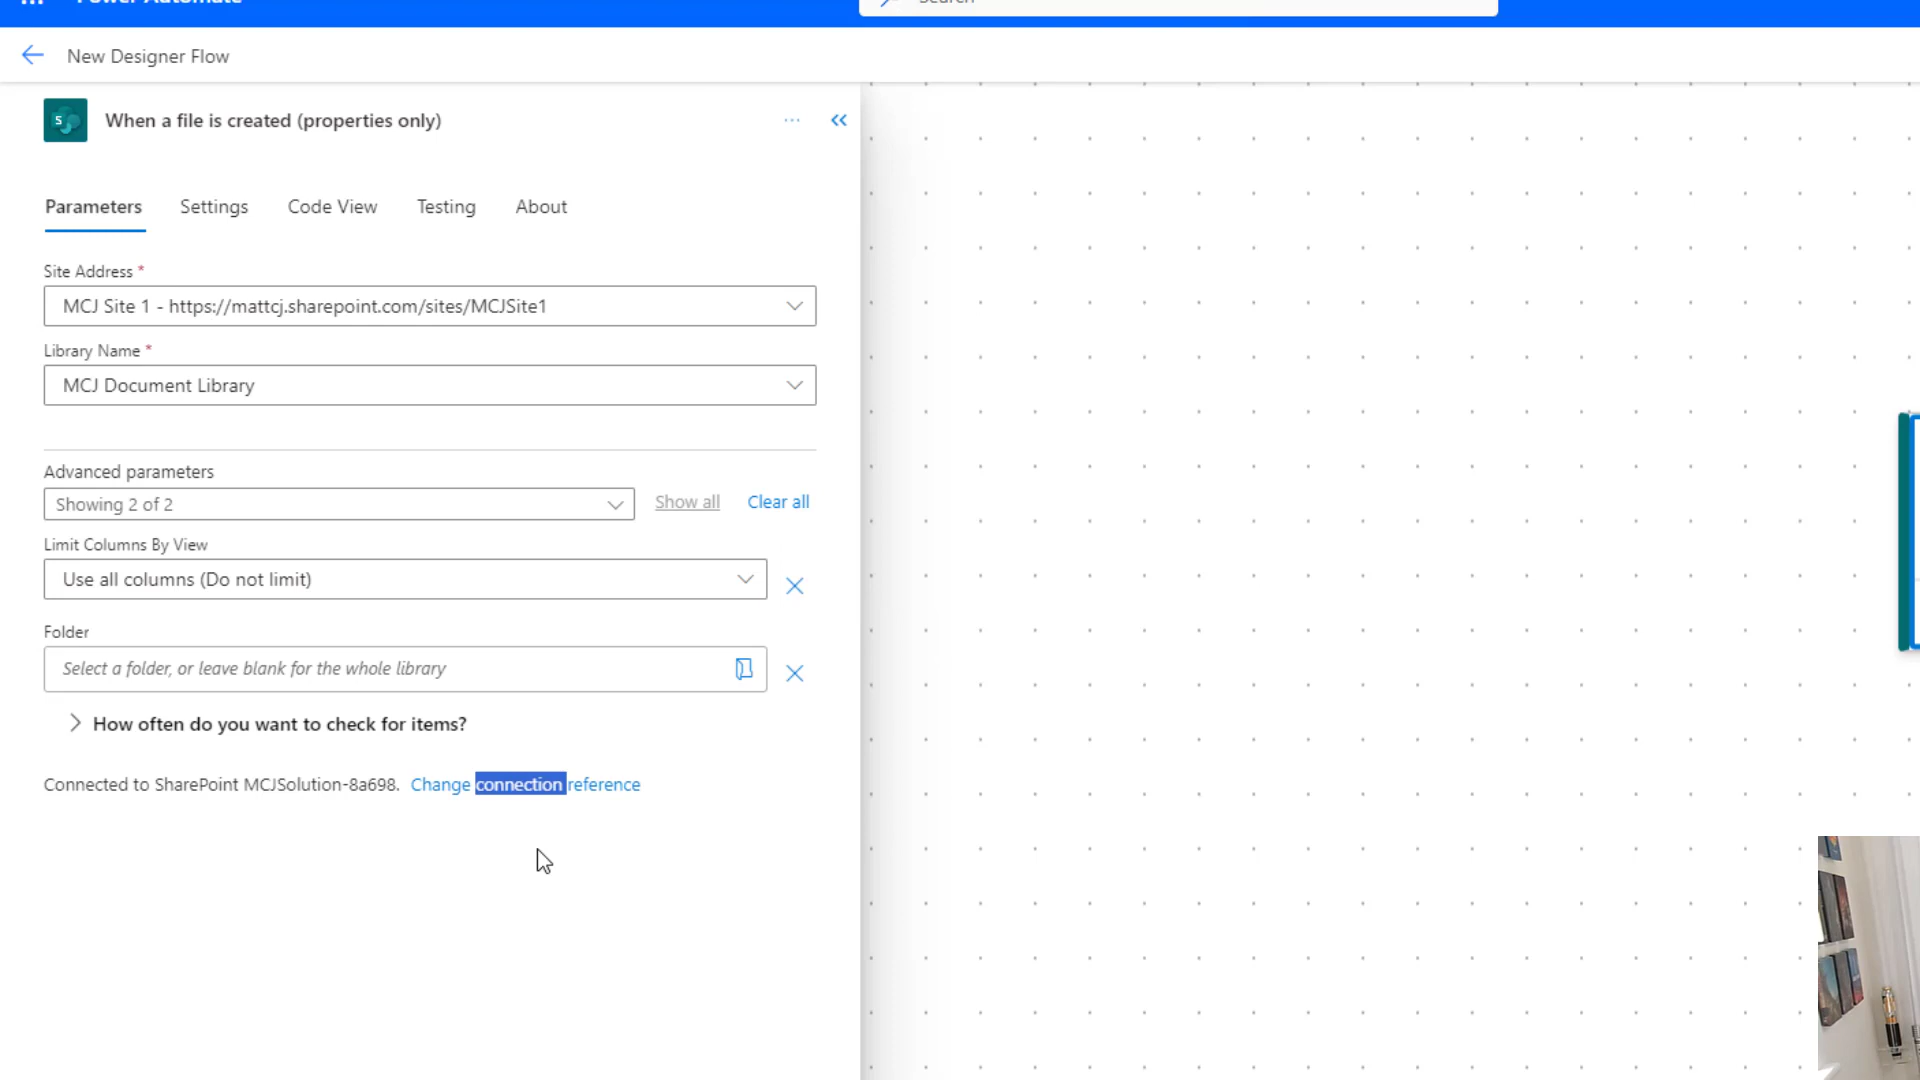 Power Automate
Search
New Designer Flow
S
When a file is created (properties only)
Parameters
Settings
Code View
Testing
About
Site Address *
MCJ Site 1 - https://mattcj.sharepoint.com/sites/MCJSite1
Library Name *
MCJ Document Library
Advanced parameters
Showing 2 of 2
Show all
Clear all
Limit Columns By View
Use all columns (Do not limit)
Folder
Select a folder, or leave blank for the whole library
How often do you want to check for items?
Connected to SharePoint MCJSolution-8a698. Change connection reference